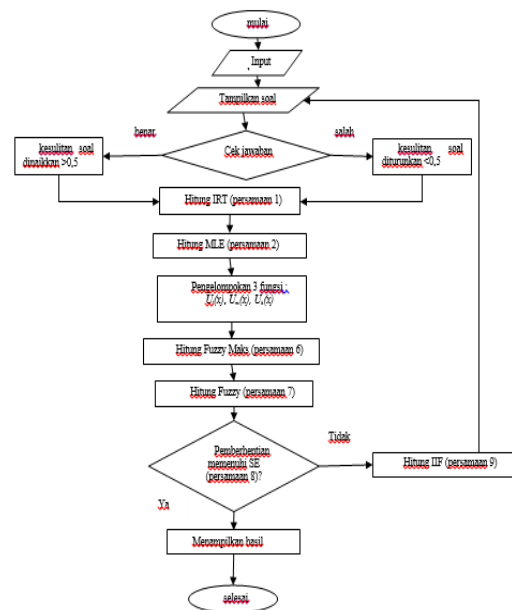 mulai
Input
Tampilkan soal
benar
salah
Cek jawaban
kesulitan soal
dinaikkan >0,5
kesulitan soal
diturunkan <0,5
Hitung IRT (persamaan 1)
Hitung MLE (persamaan 2)
Pengelompokan 3 fungsi :
Hitung Fuzzy Maks (persamaan 6)
Hitung Fuzzy (persamaan 7)
Tidak
Pemberhentian
memenuhi SE
(persamaan 8)?
Hitung IIF (persamaan 9)
Ya
Menampilkan hasil
selesai